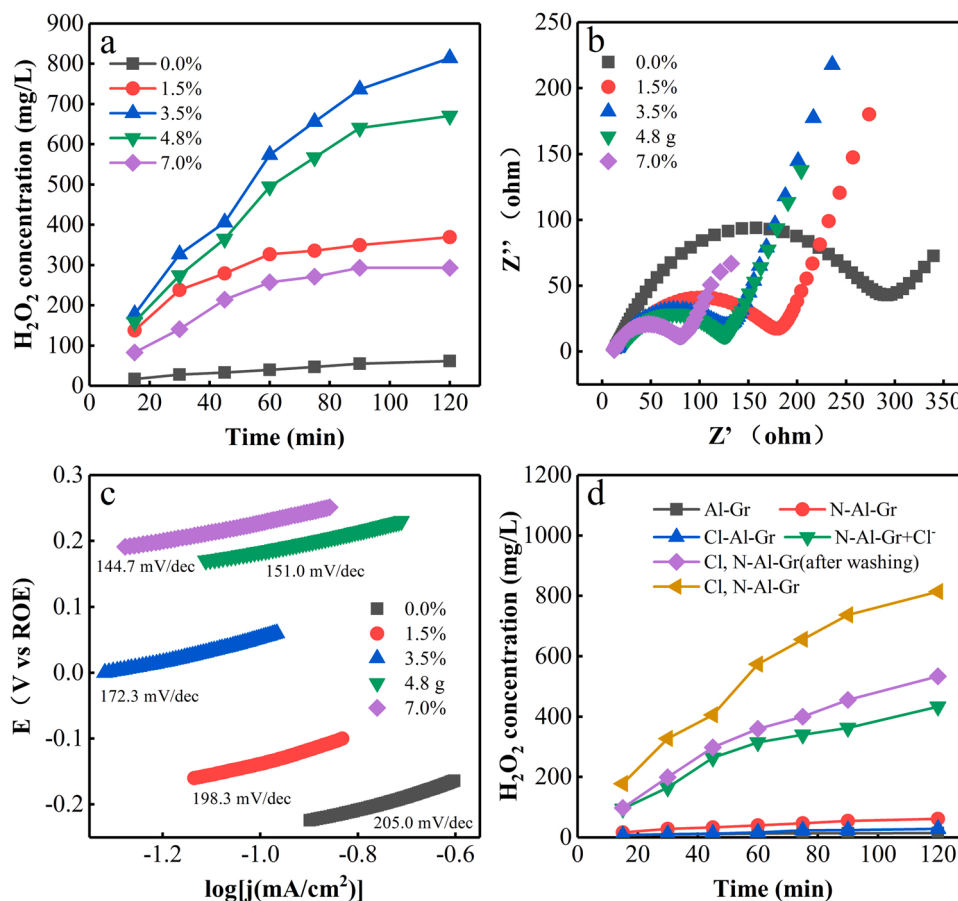 a
0.0%
1.5%
3.5%
4.8%
7.0%
H₂O₂ concentration (mg/L)
900
800
700
600
500
400
300
200
100
0
0 20 40 60 80 100 120
Time (min)
b
0.0%
1.5%
3.5%
4.8 g
7.0%
Z’’（ohm）
250
200
150
100
50
0
0 50 100 150 200 250 300 350
Z’（ohm）
c
144.7 mV/dec
151.0 mV/dec
172.3 mV/dec
198.3 mV/dec
205.0 mV/dec
0.0%
1.5%
3.5%
4.8 g
7.0%
E（V vs ROE）
0.3
0.2
0.1
0.0
-0.1
-0.2
-1.2 -1.0 -0.8 -0.6
log[j(mA/cm²)]
d
Al-Gr N-Al-Gr
Cl-Al-Gr N-Al-Gr+Cl⁻
Cl, N-Al-Gr(after washing)
Cl, N-Al-Gr
H₂O₂ concentration (mg/L)
1200
1000
800
600
400
200
0
0 20 40 60 80 100 120
Time (min)